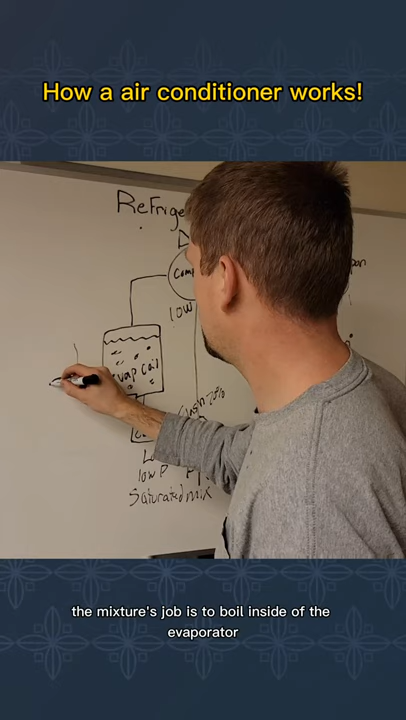 How a air conditioner works!
Refrige
Com
low
Evap Coil
low P
Saturated mix
the mixture's job is to boil inside of the
evaporator